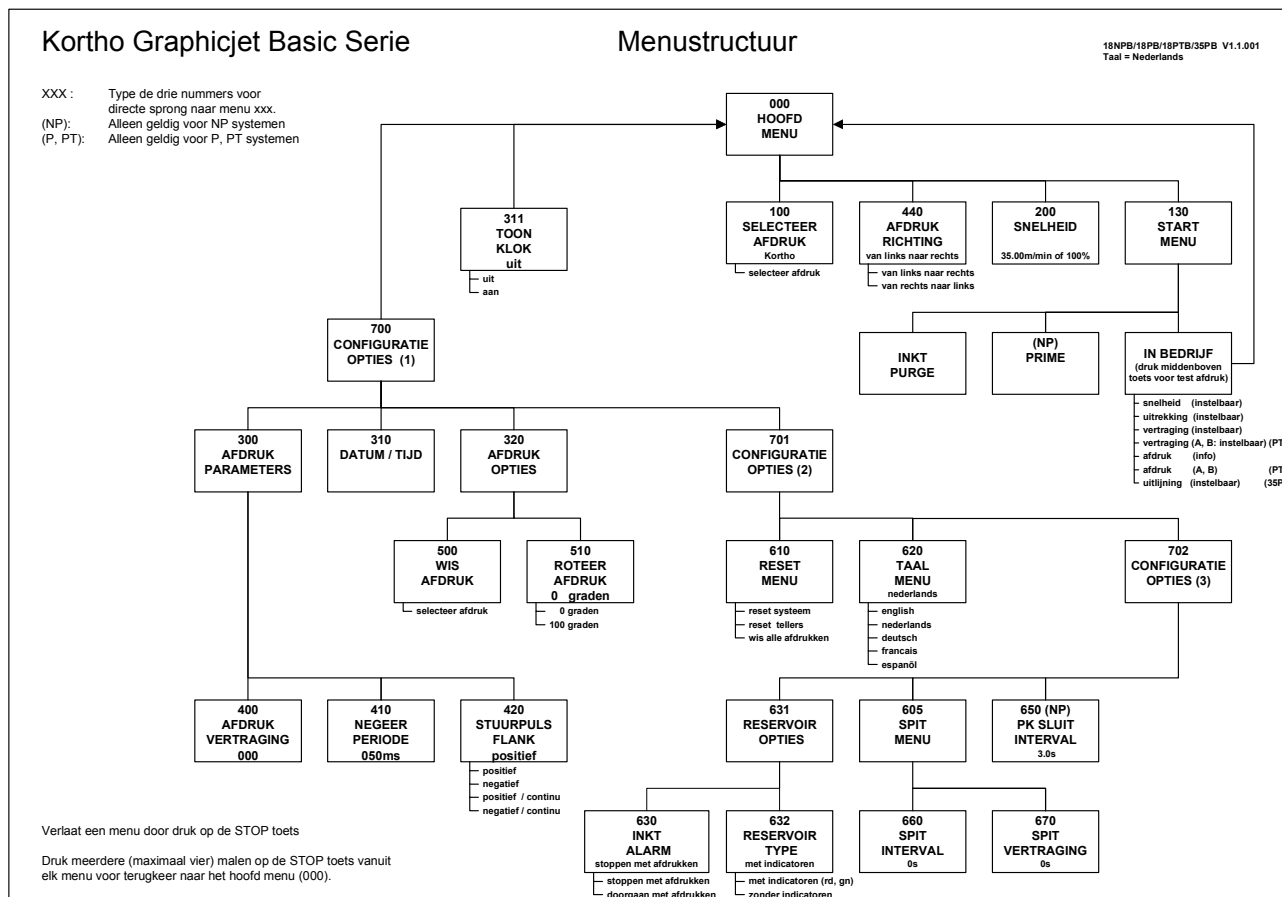 Kortho Graphicjet Basic Serie
Menustructuur
18NPB/18PB/18PTB/35PB V1.1.001
Taal = Nederlands
XXX : Type de drie nummers voor
directe sprong naar menu xxx.
(NP): Alleen geldig voor NP systemen
(P, PT): Alleen geldig voor P, PT systemen
000
HOOFD
MENU
311
TOON
KLOK
uit
uit
aan
100
SELECTEER
AFDRUK
Kortho
selecteer afdruk
440
AFDRUK
RICHTING
van links naar rechts
van links naar rechts
van rechts naar links
200
SNELHEID
35.00m/min of 100%
130
START
MENU
700
CONFIGURATIE
OPTIES (1)
INKT
PURGE
(NP)
PRIME
IN BEDRIJF
(druk middenboven
toets voor test afdruk)
snelheid (instelbaar)
uitrekking (instelbaar)
vertraging (instelbaar)
vertraging (A, B: instelbaar) (PT
afdruk (info)
afdruk (A, B) (PT
uitlijning (instelbaar) (35P
300
AFDRUK
PARAMETERS
310
DATUM / TIJD
320
AFDRUK
OPTIES
701
CONFIGURATIE
OPTIES (2)
500
WIS
AFDRUK
selecteer afdruk
510
ROTEER
AFDRUK
0 graden
0 graden
100 graden
610
RESET
MENU
reset systeem
reset tellers
wis alle afdrukken
620
TAAL
MENU
nederlands
english
nederlands
deutsch
francais
espanöl
702
CONFIGURATIE
OPTIES (3)
400
AFDRUK
VERTRAGING
000
410
NEGEER
PERIODE
050ms
420
STUURPULS
FLANK
positief
positief
negatief
positief / continu
negatief / continu
631
RESERVOIR
OPTIES
605
SPIT
MENU
650 (NP)
PK SLUIT
INTERVAL
3.0s
630
INKT
ALARM
stoppen met afdrukken
stoppen met afdrukken
doorgaan met afdrukken
632
RESERVOIR
TYPE
met indicatoren
met indicatoren (rd, gn)
zonder indicatoren
660
SPIT
INTERVAL
0s
670
SPIT
VERTRAGING
0s
Verlaat een menu door druk op de STOP toets
Druk meerdere (maximaal vier) malen op de STOP toets vanuit
elk menu voor terugkeer naar het hoofd menu (000).